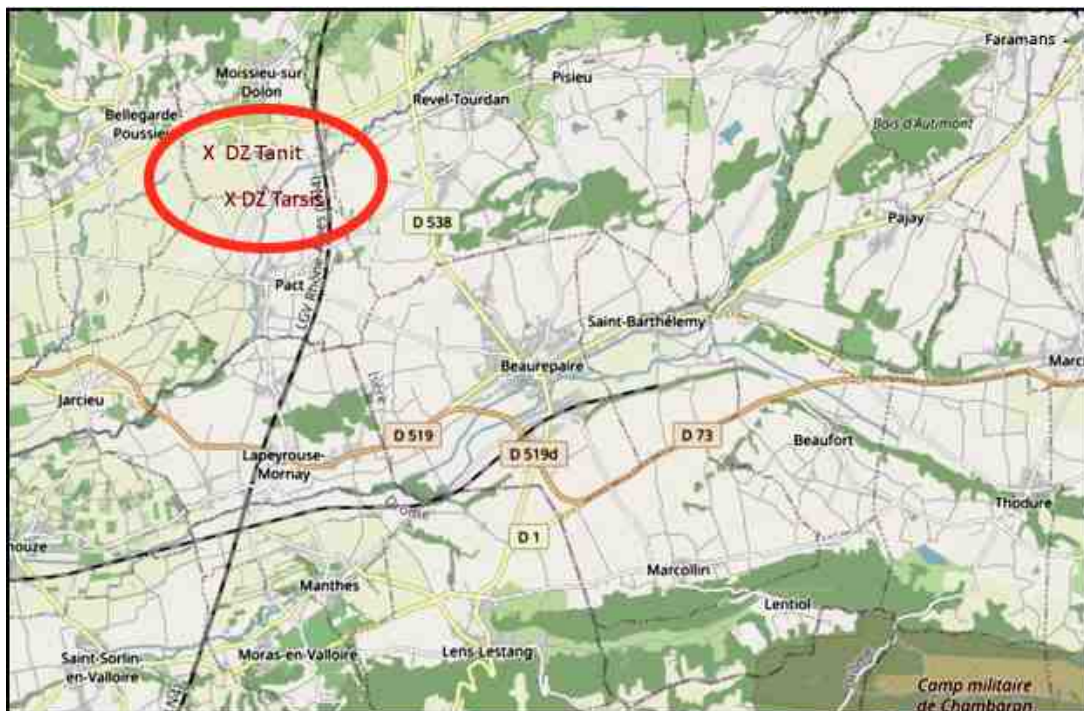 Faramans
Moissieu-sur-
Dolon
Pisieu
Revel-Tourdan
Bellegarde-
Poussieu
Bois d'Autimont
X DZ Tanit
X DZ Tarsis
D 538
Pajay
Pact
Saint-Barthélemy
Beaurepaire
Isère
Jarcieu
D 519
D 73
Beaufort
Lapeyrouse-
Mornay
D 519d
Drôme
Thodure
D 1
Marcollin
Manthes
Lentiol
Saint-Sorlin-
en-Valloire
Moras-en-Valloire
Lens-Lestang
Camp militaire
de Chambaran